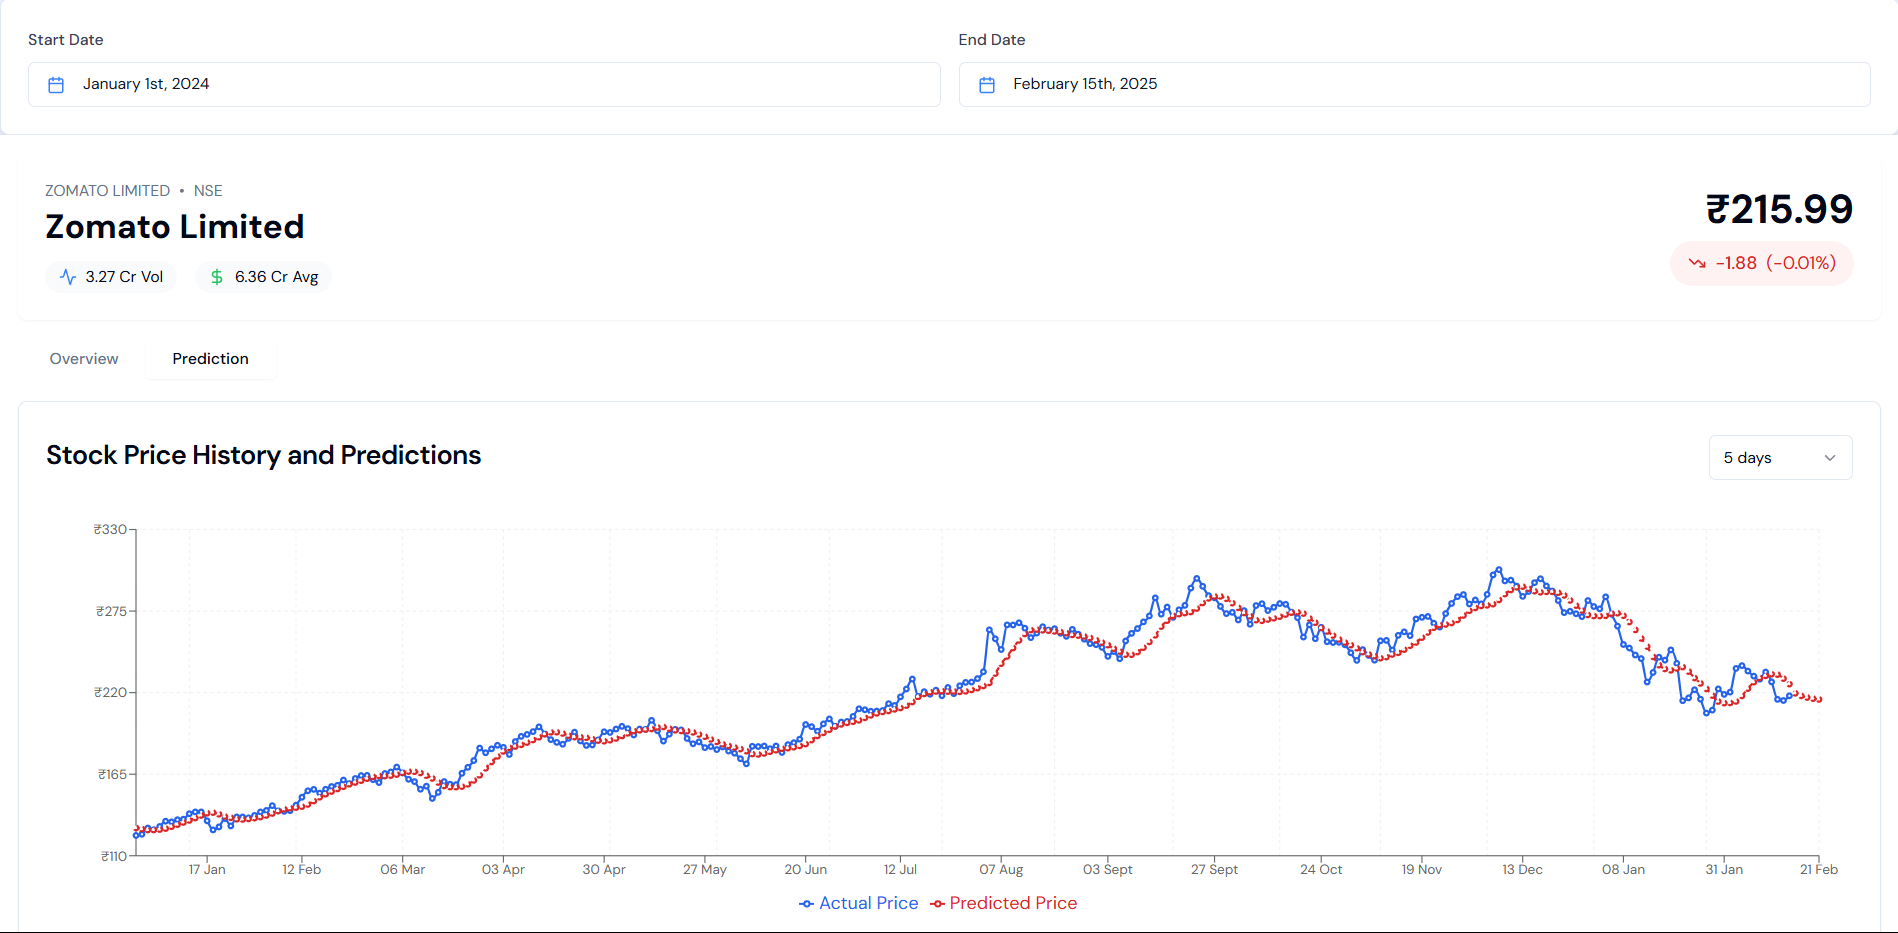 Start Date
End Date
January 1st, 2024
February 15th, 2025
ZOMATO LIMITED • NSE
Zomato Limited
3.27 Cr Vol
6.36 Cr Avg
₹215.99
-1.88 (-0.01%)
Overview
Prediction
Stock Price History and Predictions
5 days
₹330
₹275
₹220
₹165
₹110
17 Jan
12 Feb
06 Mar
03 Apr
30 Apr
27 May
20 Jun
12 Jul
07 Aug
03 Sept
27 Sept
24 Oct
19 Nov
13 Dec
08 Jan
31 Jan
21 Feb
Actual Price
Predicted Price